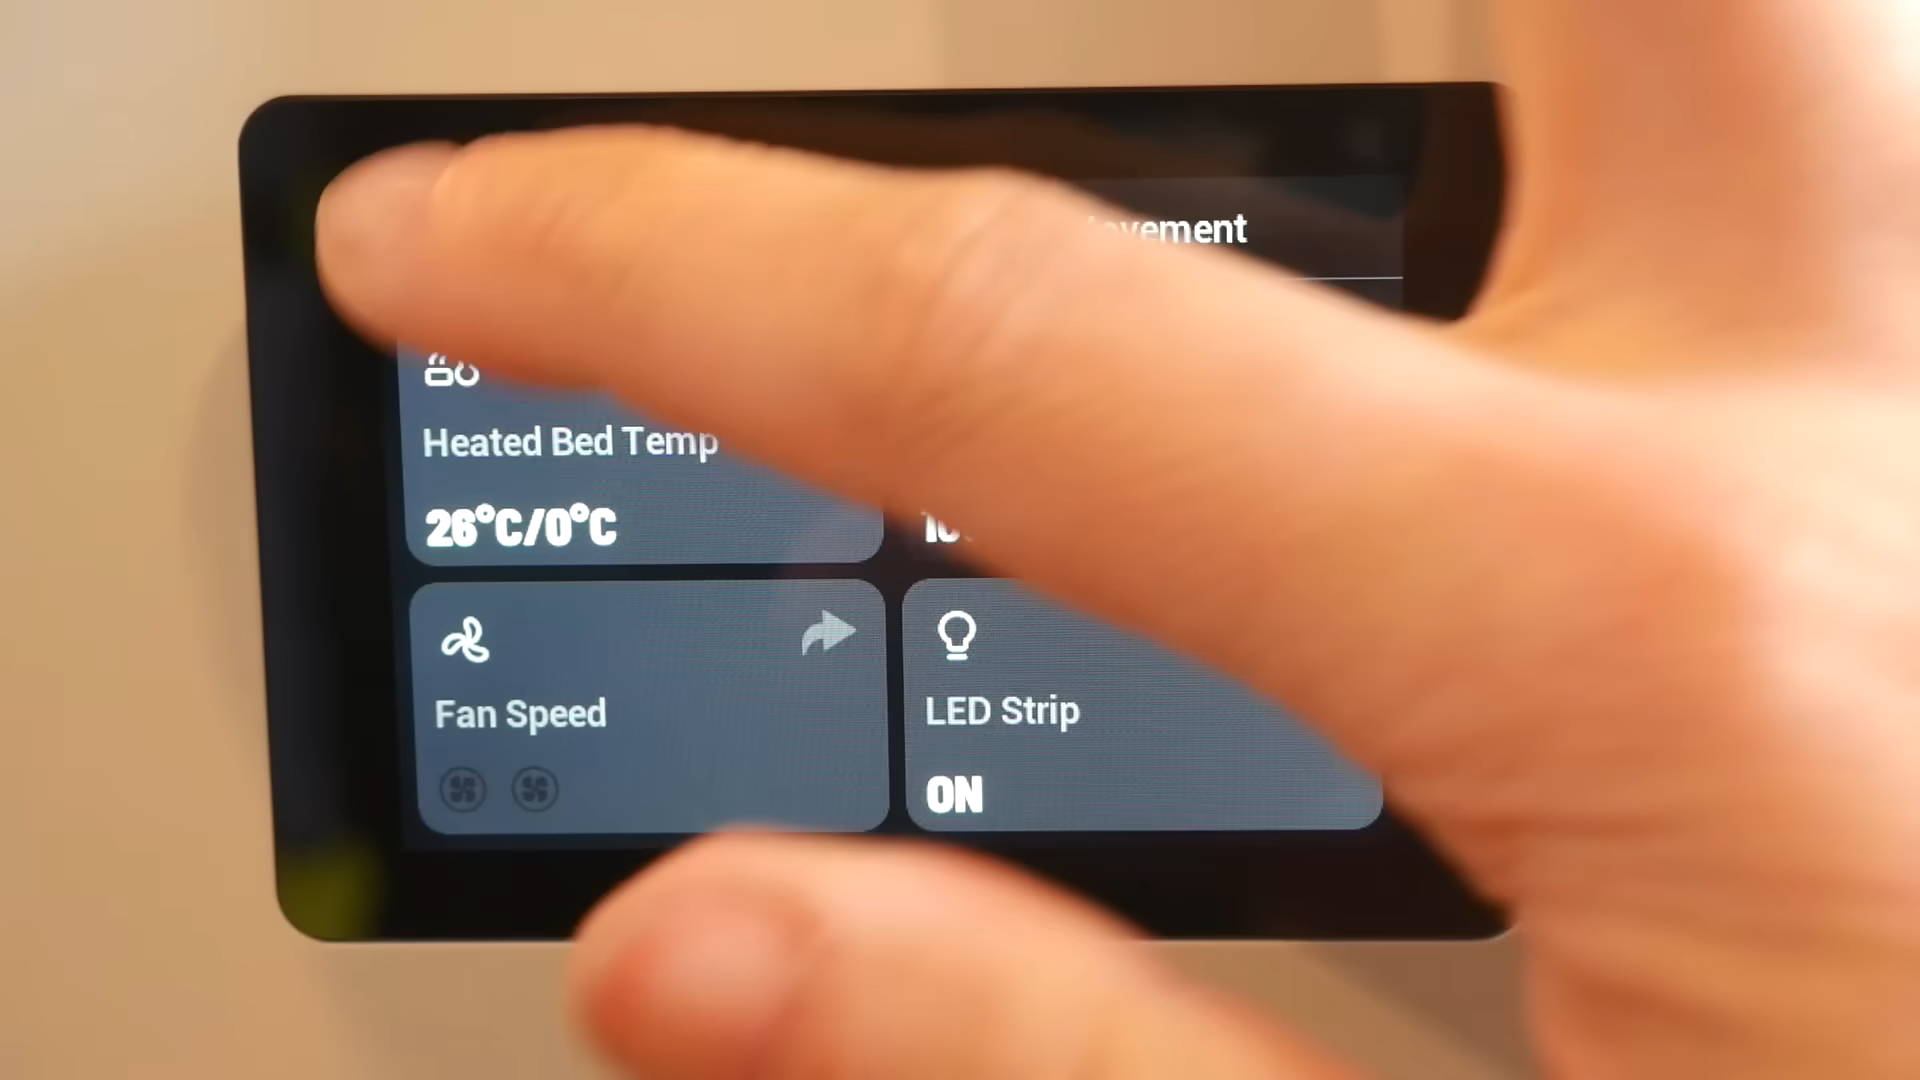 Heated Bed Temp
26°C/0°C
Fan Speed
LED Strip
ON